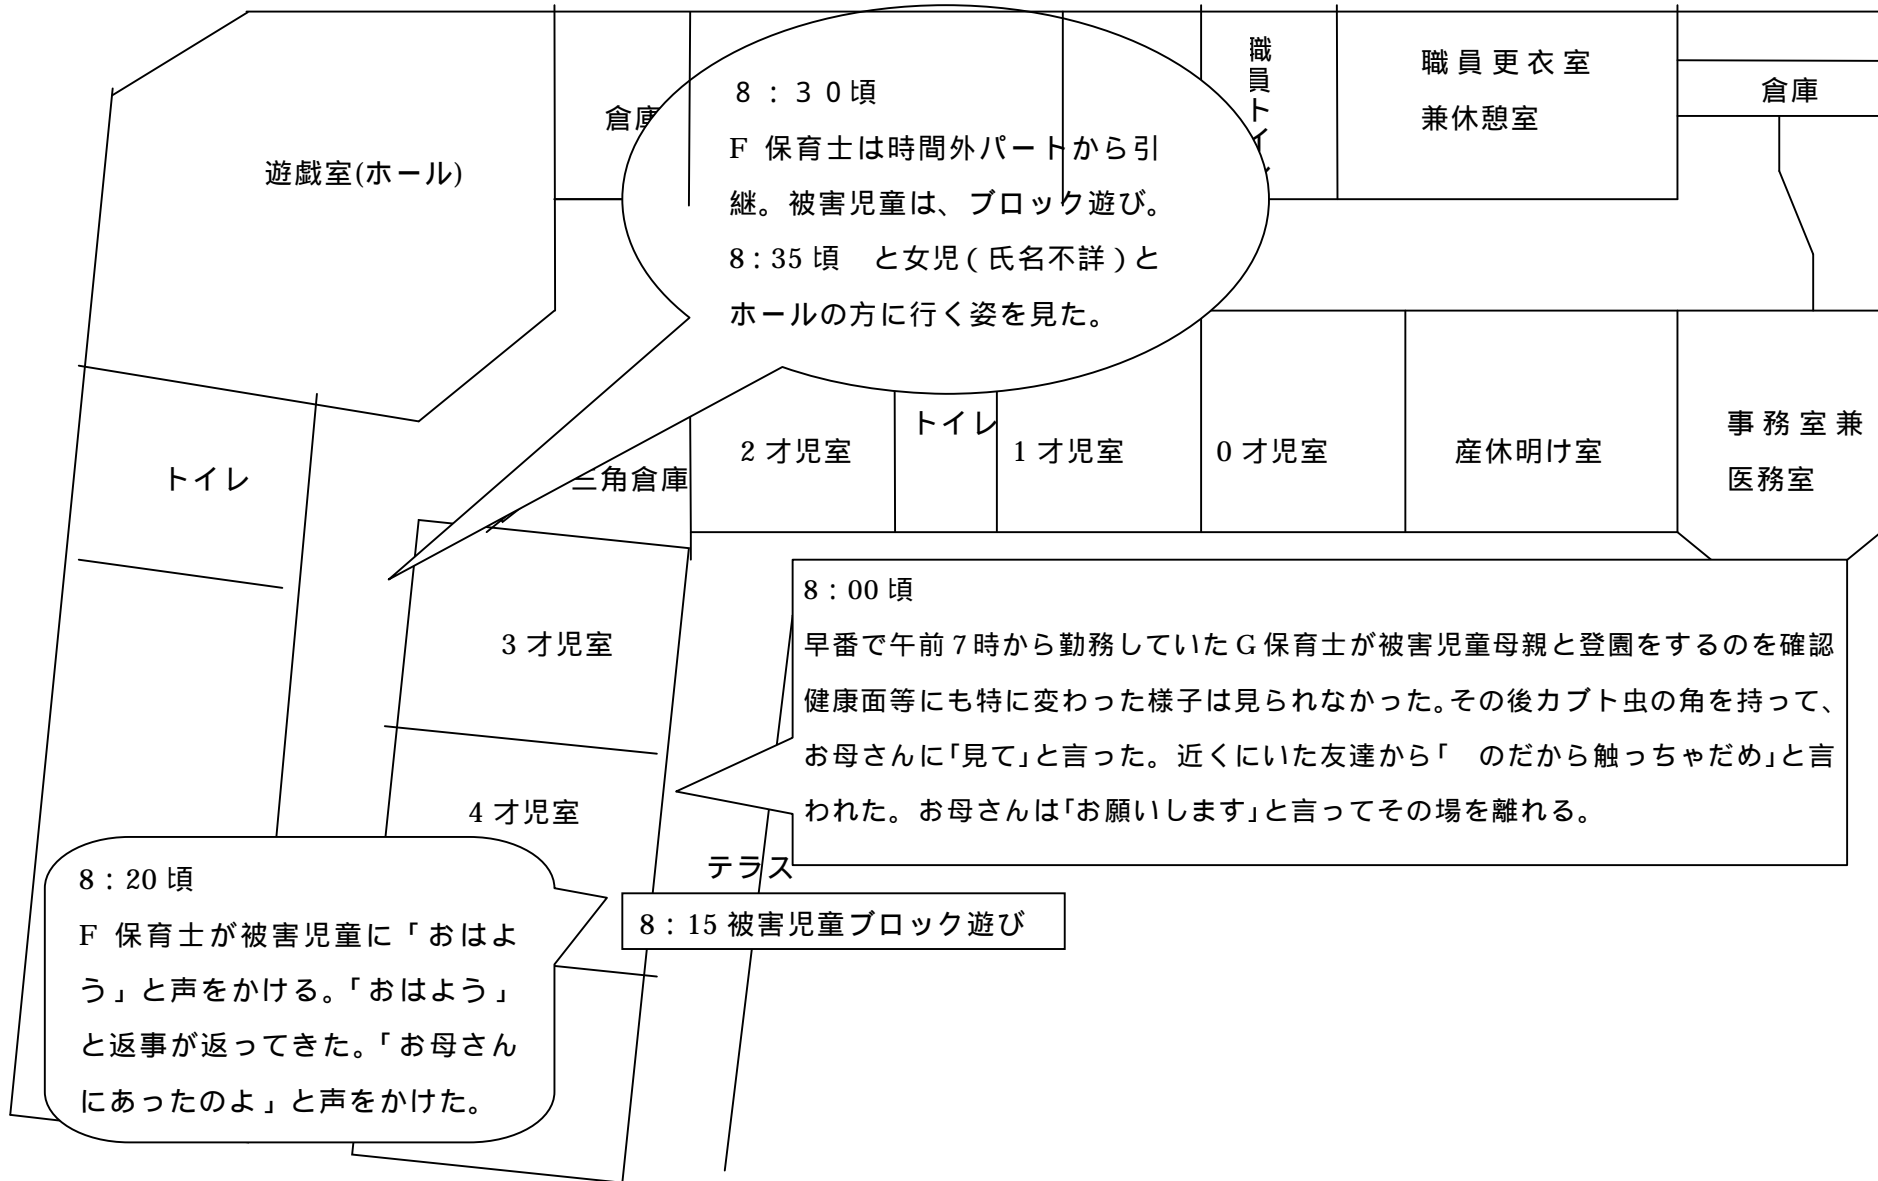 遊戯室(ホール)
倉庫
8：30頃
F 保育士は時間外パートから引
継。被害児童は、ブロック遊び。
8：35 頃　と女児(氏名不詳)と
ホールの方に行く姿を見た。
職員トイレ
職員更衣室
兼休憩室
倉庫
トイレ
三角倉庫
2 才児室
トイレ
1 才児室
0 才児室
産休明け室
事務室兼
医務室
3 才児室
4 才児室
8：00 頃
早番で午前７時から勤務していたG保育士が被害児童母親と登園をするのを確認
健康面等にも特に変わった様子は見られなかった。その後カブト虫の角を持って、
お母さんに「見て」と言った。近くにいた友達から「　のだから触っちゃだめ」と言
われた。お母さんは「お願いします」と言ってその場を離れる。
テラス
8：15 被害児童ブロック遊び
8：20 頃
F 保育士が被害児童に「おはよ
う」と声をかける。「おはよう」
と返事が返ってきた。「お母さん
にあったのよ」と声をかけた。